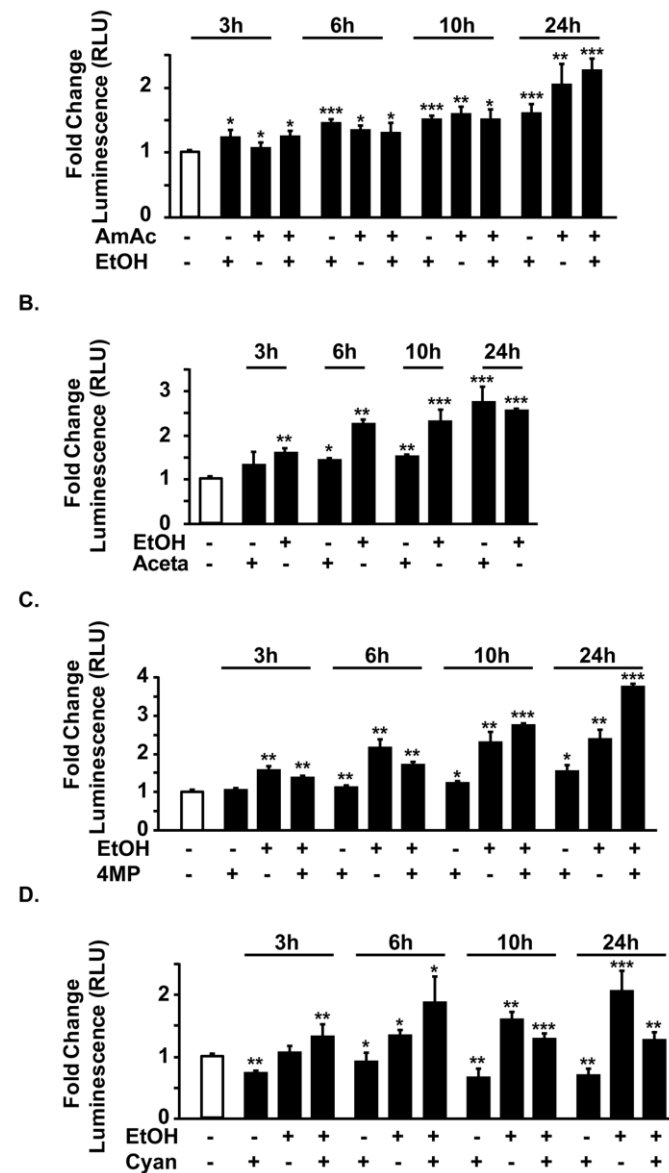 3h 6h 10h 24h
* * * *** * * *** ** * *** ** ***
Fold Change
Luminescence (RLU)
2
1
0
AmAc - - + + - + + - + + - + +
EtOH - + - + + - + + - + + - +
B.
3h 6h 10h 24h
** * ** ** *** *** ***
Fold Change
Luminescence (RLU)
3
2
1
0
EtOH - - + - + - + - +
Aceta - + - + - + - + -
C.
3h 6h 10h 24h
** ** ** ** ** * ** *** * ** ***
Fold Change
Luminescence (RLU)
4
3
2
1
0
EtOH - - + + - + + - + + - + +
4MP - + - + + - + + - + + - +
D.
3h 6h 10h 24h
** ** * * * ** ** *** ** *** **
Fold Change
Luminescence (RLU)
2
1
0
EtOH - - + + - + + - + + - + +
Cyan - + - + + - + + - + + - +